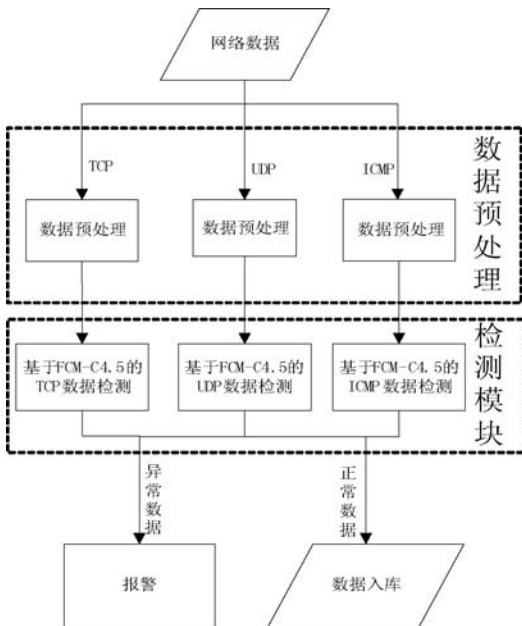 网络数据
TCP
UDP
ICMP
数据预处理
数据预处理
数据预处理
数据预处理
基于FCM-C4.5的
TCP数据检测
基于FCM-C4.5的
UDP数据检测
基于FCM-C4.5的
ICMP数据检测
检测模块
异常数据
正常数据
报警
数据入库